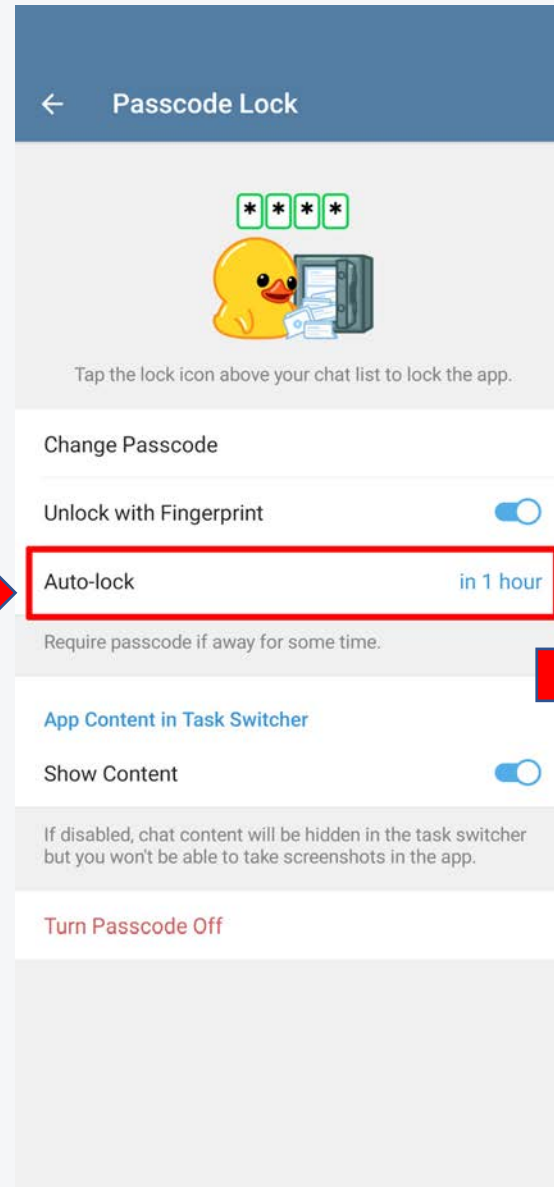 Passcode Lock
****
Tap the lock icon above your chat list to lock the app.
Change Passcode
Unlock with Fingerprint
Auto-lock in 1 hour
Require passcode if away for some time.
App Content in Task Switcher
Show Content
If disabled, chat content will be hidden in the task switcher
but you won't be able to take screenshots in the app.
Turn Passcode Off